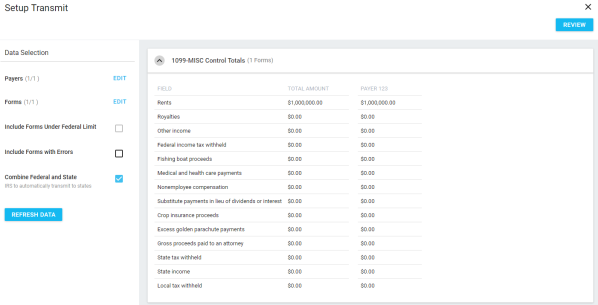 Setup Transmit
REVIEW
Data Selection
Payers (1/1 )
EDIT
Forms (1/1 )
EDIT
Include Forms Under Federal Limit
Include Forms with Errors
Combine Federal and State
IRS to automatically transmit to states
REFRESH DATA
1099-MISC Control Totals (1 Forms)
FIELD TOTAL AMOUNT PAYER 123
Rents $1,000,000.00 $1,000,000.00
Royalties $0.00 $0.00
Other income $0.00 $0.00
Federal income tax withheld $0.00 $0.00
Fishing boat proceeds $0.00 $0.00
Medical and health care payments $0.00 $0.00
Nonemployee compensation $0.00 $0.00
Substitute payments in lieu of dividends or interest $0.00 $0.00
Crop insurance proceeds $0.00 $0.00
Excess golden parachute payments $0.00 $0.00
Gross proceeds paid to an attorney $0.00 $0.00
State tax withheld $0.00 $0.00
State income $0.00 $0.00
Local tax withheld $0.00 $0.00